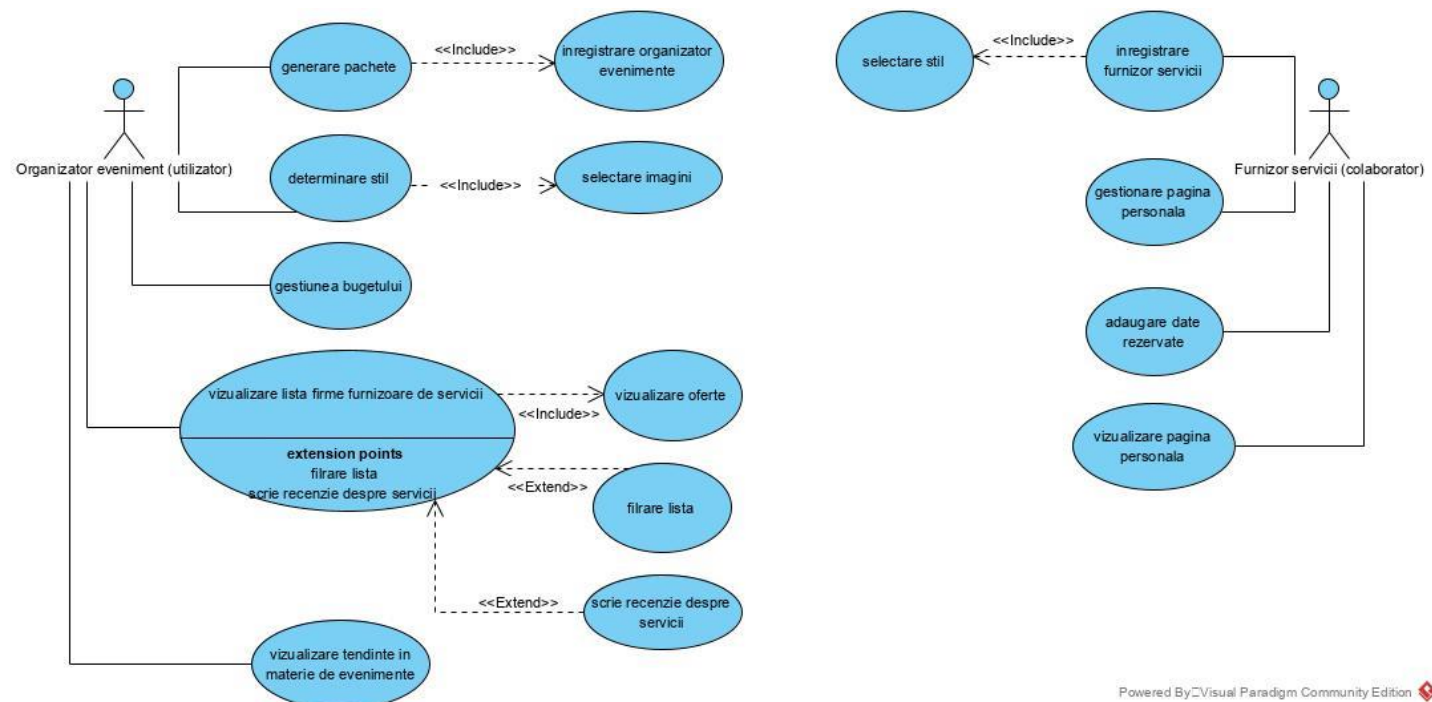 generare pachete
<<Include>>
inregistrare organizator
evenimente
selectare stil
<<Include>>
inregistrare
furnizor servicii
Organizator eveniment (utilizator)
determinare stil
<<Include>>
selectare imagini
Furnizor servicii (colaborator)
gestionare pagina
personala
gestiunea bugetului
adaugare date
rezervate
vizualizare lista firme furnizoare de servicii
<<Include>>
vizualizare oferte
vizualizare pagina
personala
extension points
filrare lista
scrie recenzie despre servicii
<<Extend>>
filrare lista
<<Extend>>
scrie recenzie despre
servicii
vizualizare tendinte in
materie de evenimente
Powered By Visual Paradigm Community Edition